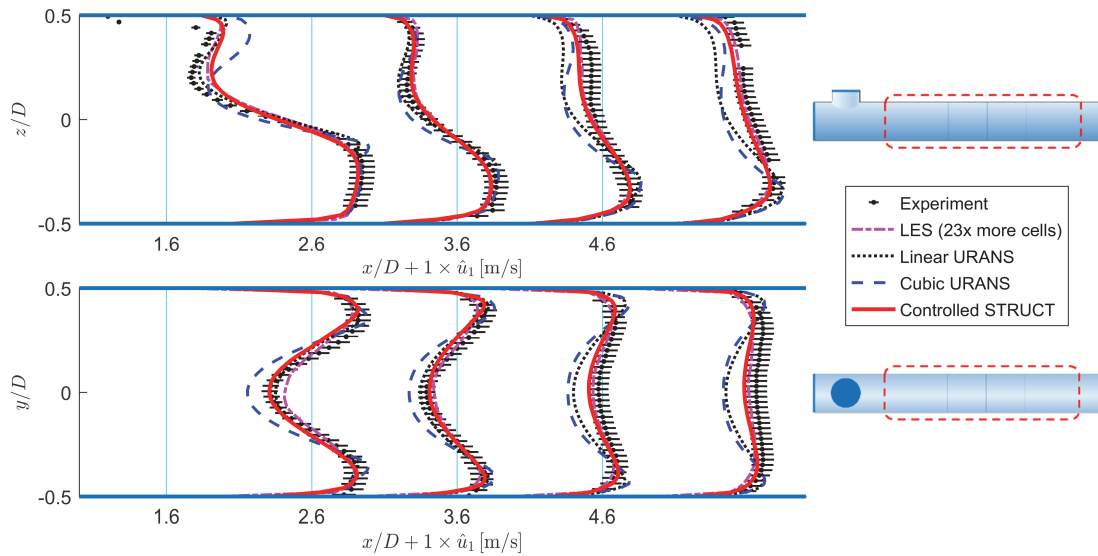 0.5
z/D
0
-0.5
1.6 2.6 3.6 4.6
x/D + 1 × û₁ [m/s]
Experiment
LES (23x more cells)
Linear URANS
Cubic URANS
Controlled STRUCT
0.5
y/D
0
-0.5
1.6 2.6 3.6 4.6
x/D + 1 × û₁ [m/s]